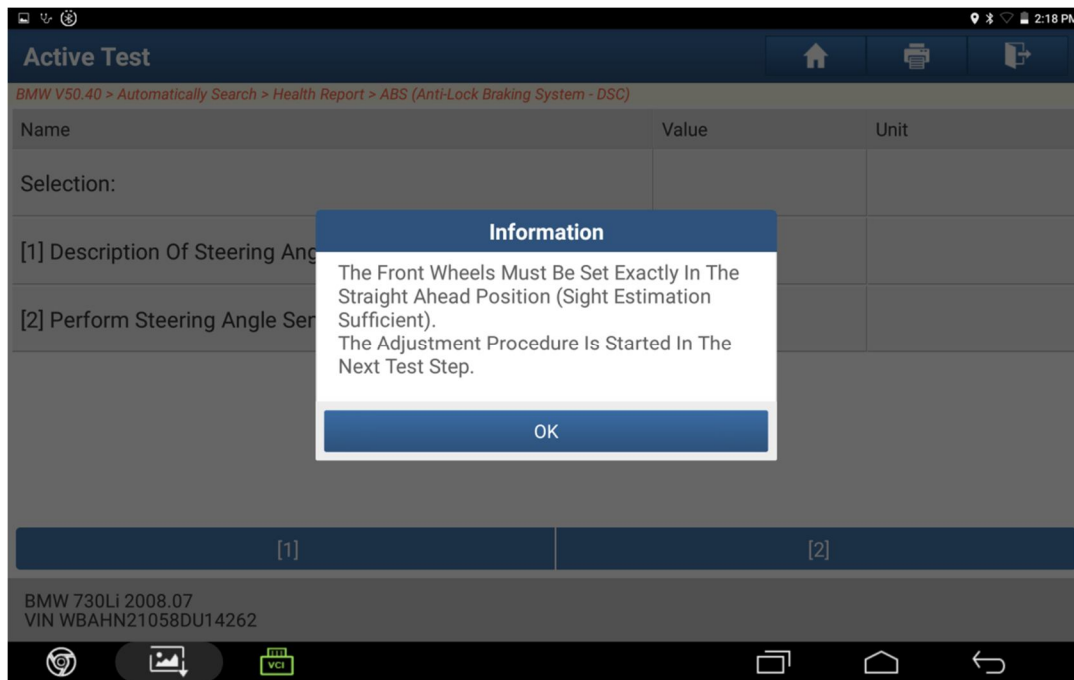 2:18 PM
Active Test
BMW V50.40 > Automatically Search > Health Report > ABS (Anti-Lock Braking System - DSC)
Name Value Unit
Selection:
[1] Description Of Steering Ang
[2] Perform Steering Angle Ser
Information
The Front Wheels Must Be Set Exactly In The
Straight Ahead Position (Sight Estimation
Sufficient).
The Adjustment Procedure Is Started In The
Next Test Step.
OK
[1] [2]
BMW 730Li 2008.07
VIN WBAHN21058DU14262
VCI